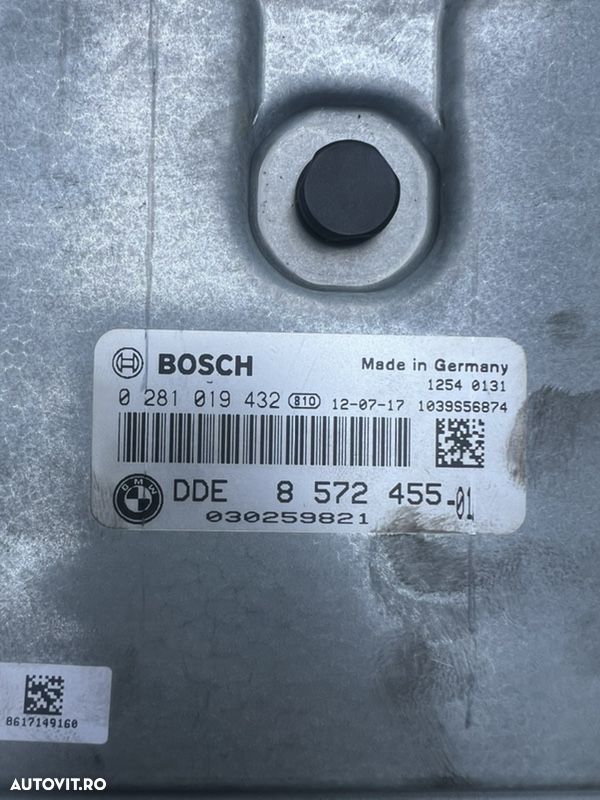 BOSCH
Made in Germany
1254 0131
0 281 019 432 810 12-07-17 1039S56874
BMW DDE 8 572 455-01
030259821
8617149160
AUTOVIT.RO